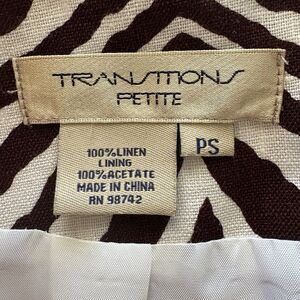 TRANSITIONS
PETITE
100% LINEN
LINING
100% ACETATE
MADE IN CHINA
RN 98742
PS